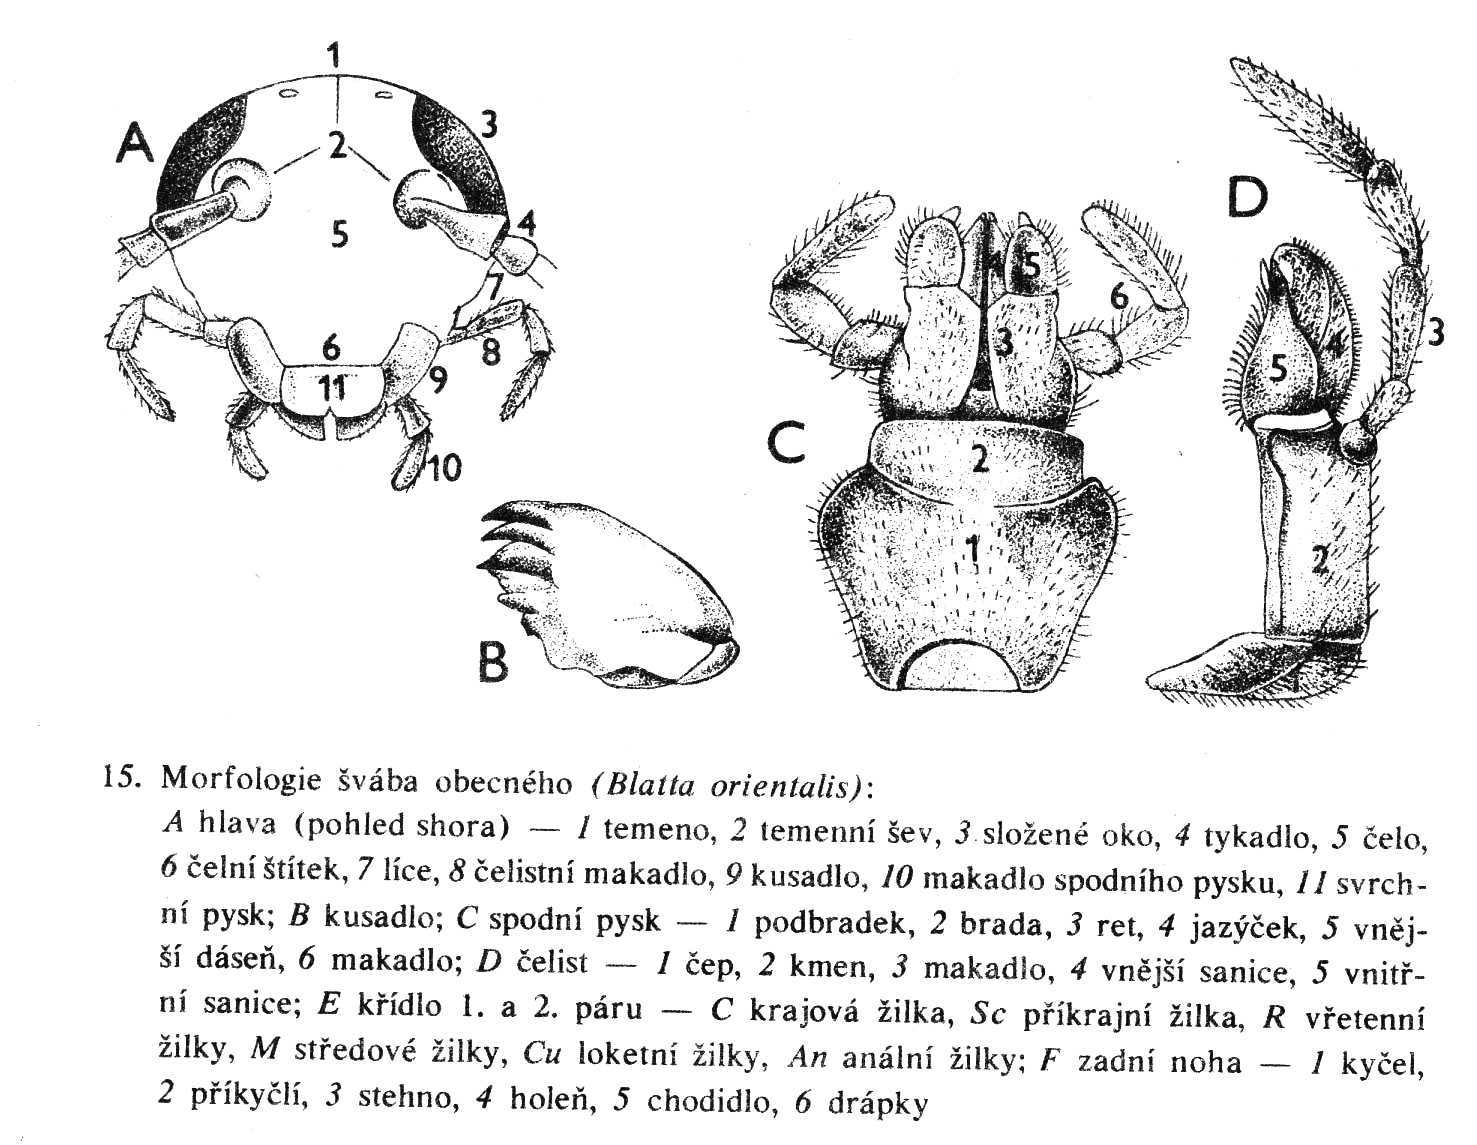 1
A
3
2
5
4
7
6
8
11
9
10
B
C
4
5
6
3
2
1
D
3
4
5
2
1
15. Morfologie švába obecného (Blatta orientalis):
A hlava (pohled shora) — 1 temeno, 2 temenní šev, 3 složené oko, 4 tykadlo, 5 čelo,
6 čelní štítek, 7 líce, 8 čelistní makadlo, 9 kusadlo, 10 makadlo spodního pysku, 11 svrch-
ní pysk; B kusadlo; C spodní pysk — 1 podbradek, 2 brada, 3 ret, 4 jazýček, 5 vněj-
ší dáseň, 6 makadlo; D čelist — 1 čep, 2 kmen, 3 makadlo, 4 vnější sanice, 5 vnitř-
ní sanice; E křídlo 1. a 2. páru — C krajová žilka, Sc příkrajní žilka, R vřetenní
žilky, M středové žilky, Cu loketní žilky, An anální žilky; F zadní noha — 1 kyčel,
2 příkyčlí, 3 stehno, 4 holeň, 5 chodidlo, 6 drápky